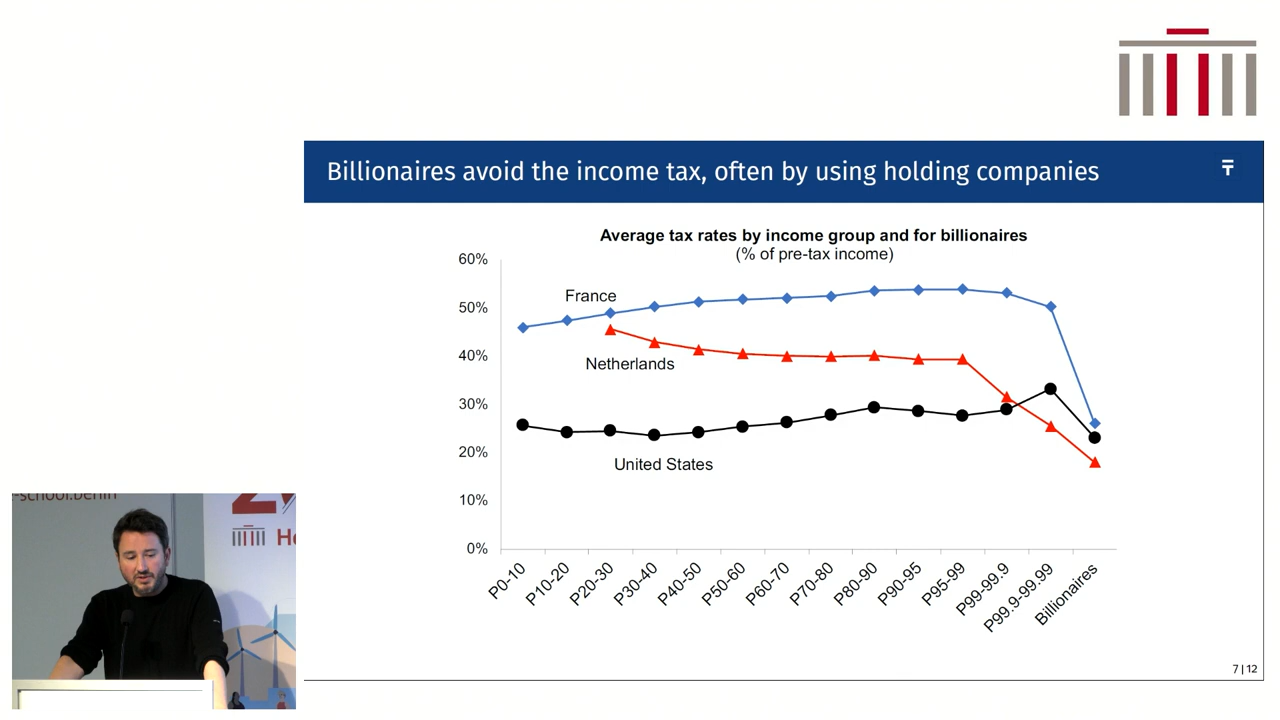 Billionaires avoid the income tax, often by using holding companies
Average tax rates by income group and for billionaires
(% of pre-tax income)
60%
50%
40%
30%
20%
10%
0%
France
Netherlands
United States
P0-10
P10-20
P20-30
P30-40
P40-50
P50-60
P60-70
P70-80
P80-90
P90-95
P95-99
P99-99.9
P99.9-99.99
Billionaires
7 | 12
-school.berlin
He